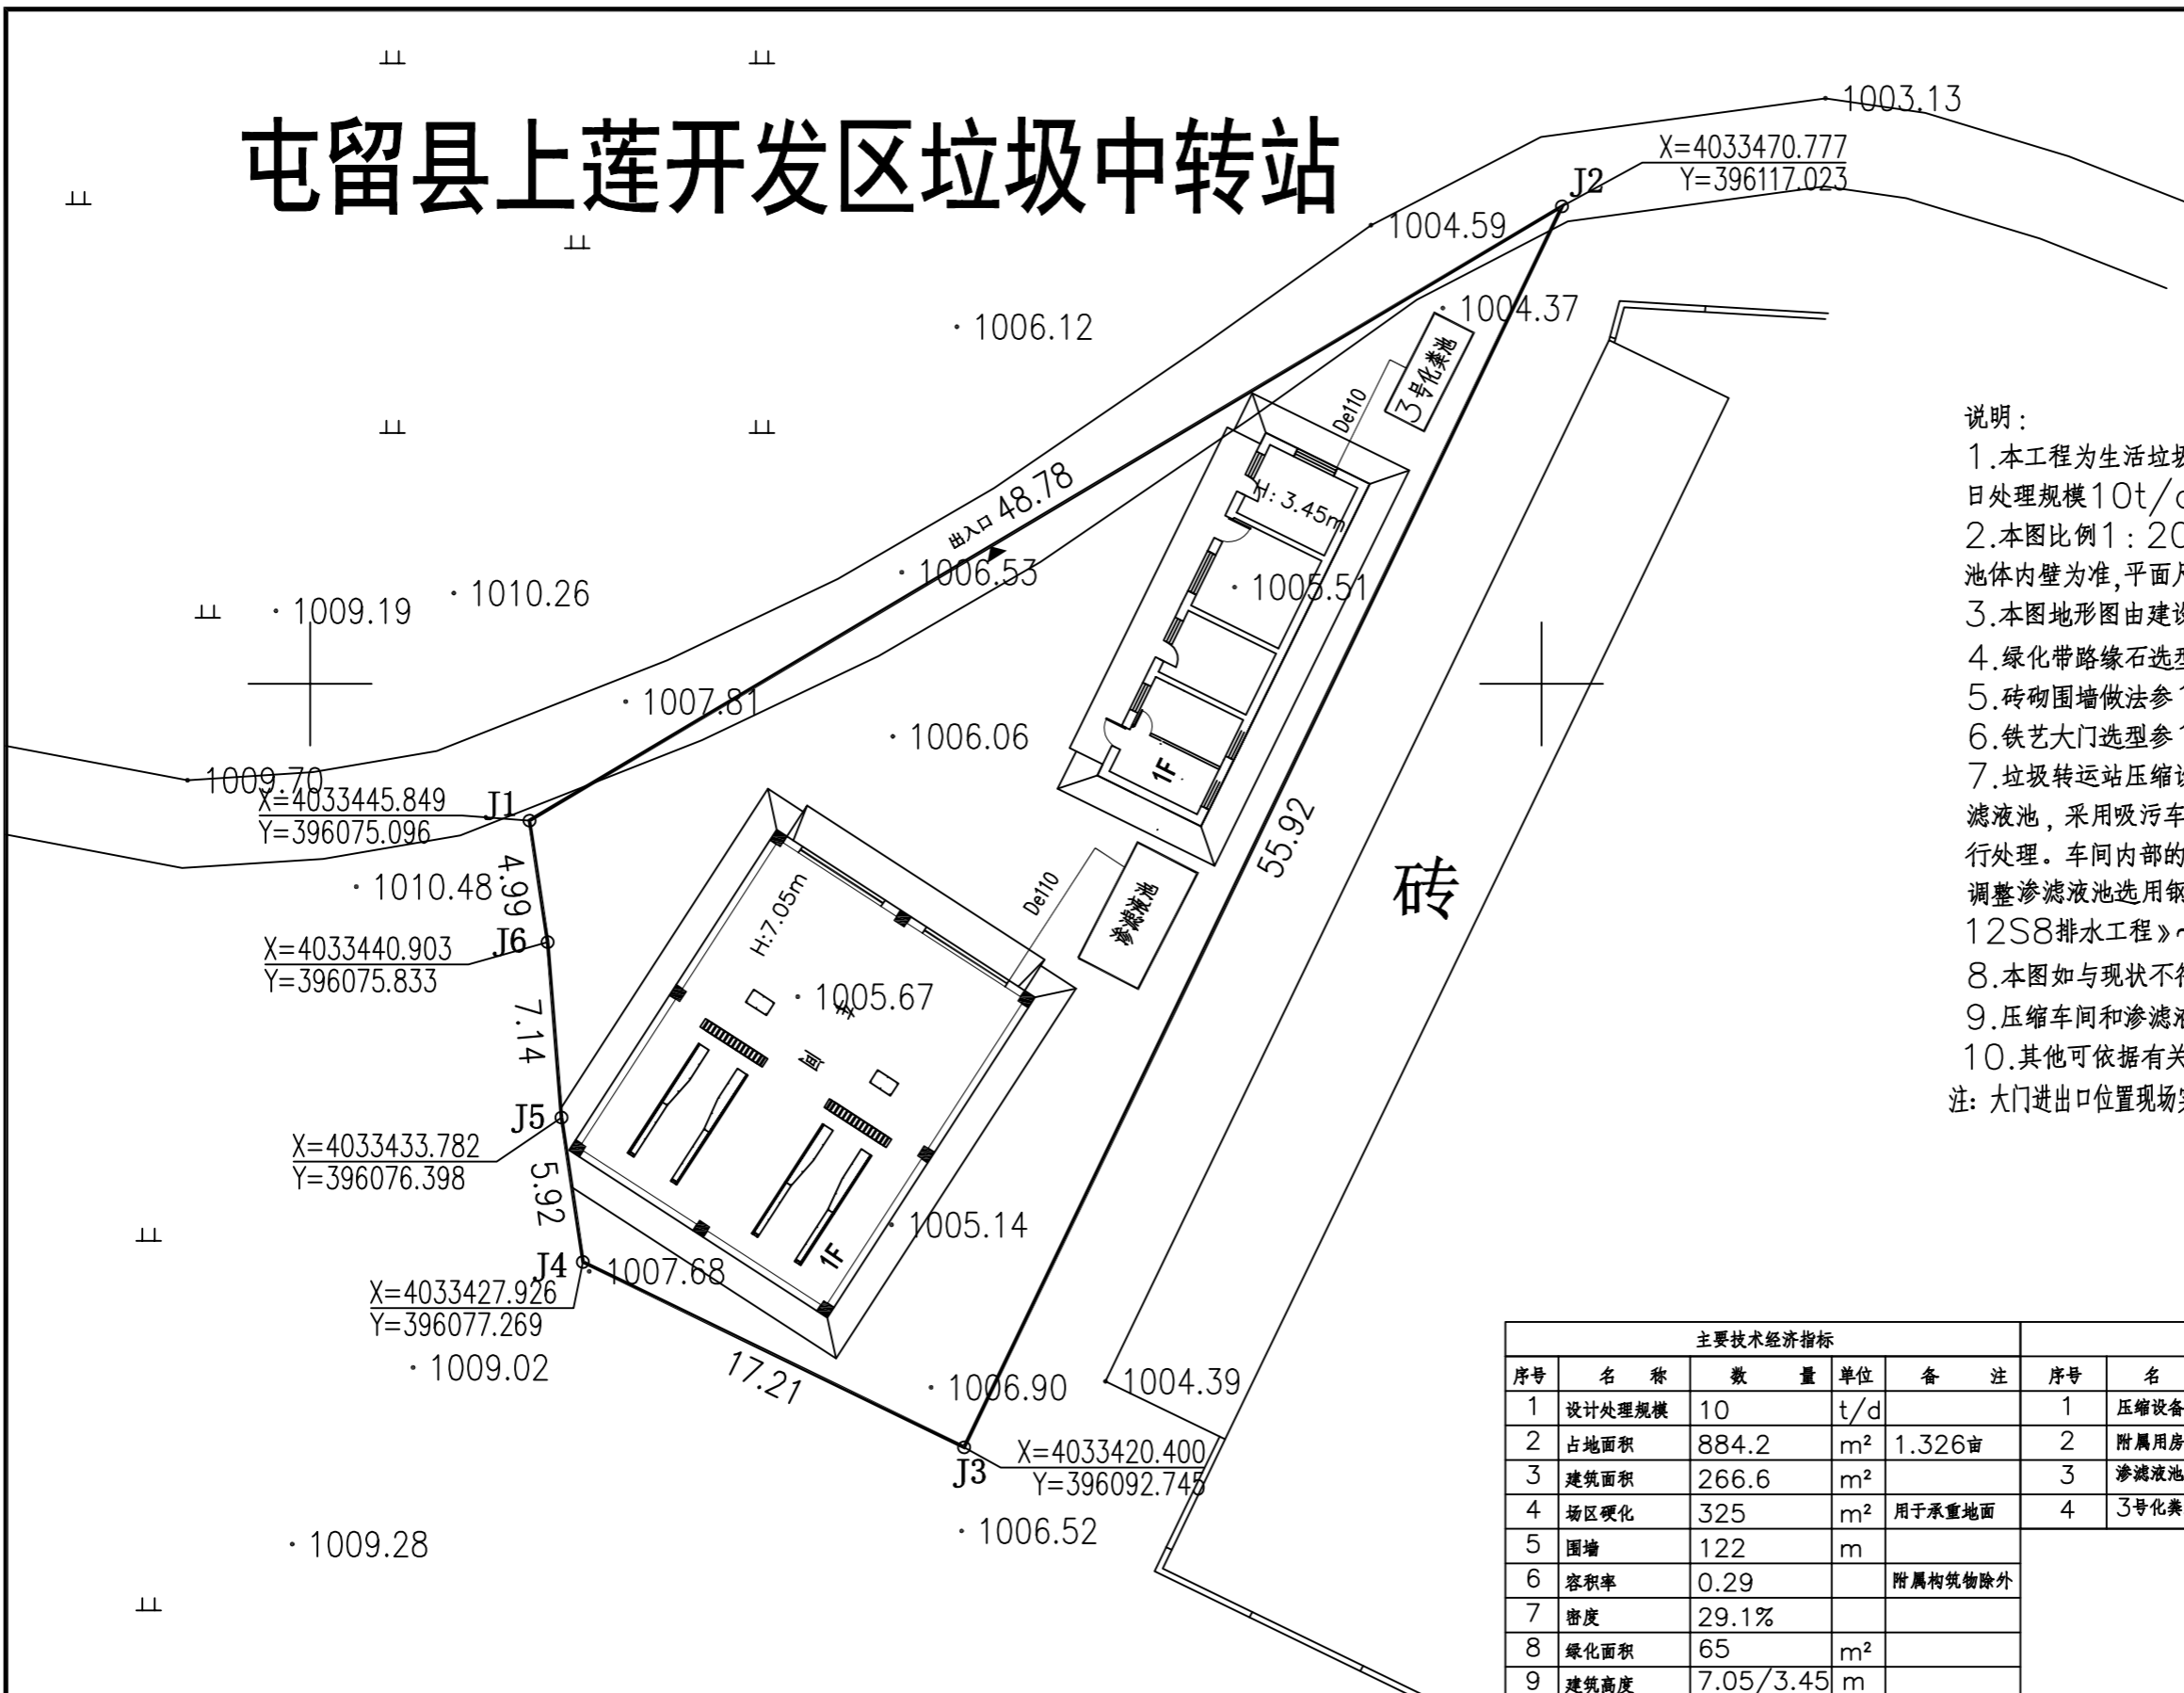 屯留县上莲开发区垃圾中转站
1003.13
X=4033470.777
Y=396117.023
J2
1004.59
1004.37
1006.12
3号化粪池
De110
H: 3.45m
48.78
出入口
1006.53
1005.51
1010.26
1009.19
1007.81
1006.06
1F
1009.70
X=4033445.849
Y=396075.096
J1
4.99
1010.48
J6
X=4033440.903
Y=396075.833
7.14
H:7.05m
De110
渗滤液池
55.92
砖
1005.67
车
间
J5
X=4033433.782
Y=396076.398
5.92
1005.14
1F
J4
1007.68
X=4033427.926
Y=396077.269
1009.02
17.21
1006.90
1004.39
J3
X=4033420.400
Y=396092.745
1006.52
1009.28
说明：
1.本工程为生活垃圾
日处理规模10t/d
2.本图比例1：20
池体内壁为准,平面尺
3.本图地形图由建设
4.绿化带路缘石选型
5.砖砌围墙做法参1
6.铁艺大门选型参1
7.垃圾转运站压缩设
滤液池，采用吸污车
行处理。车间内部的
调整渗滤液池选用钢
12S8排水工程》
8.本图如与现状不符
9.压缩车间和渗滤液
10.其他可依据有关
注: 大门进出口位置现场实
主要技术经济指标
序号 名 称 数 量 单位 备 注 序号 名
1 设计处理规模 10 t/d 1 压缩设备
2 占地面积 884.2 m² 1.326亩 2 附属用房
3 建筑面积 266.6 m² 3 渗滤液池
4 场区硬化 325 m² 用于承重地面 4 3号化粪
5 围墙 122 m
6 容积率 0.29 附属构筑物除外
7 密度 29.1%
8 绿化面积 65 m²
9 建筑高度 7.05/3.45 m